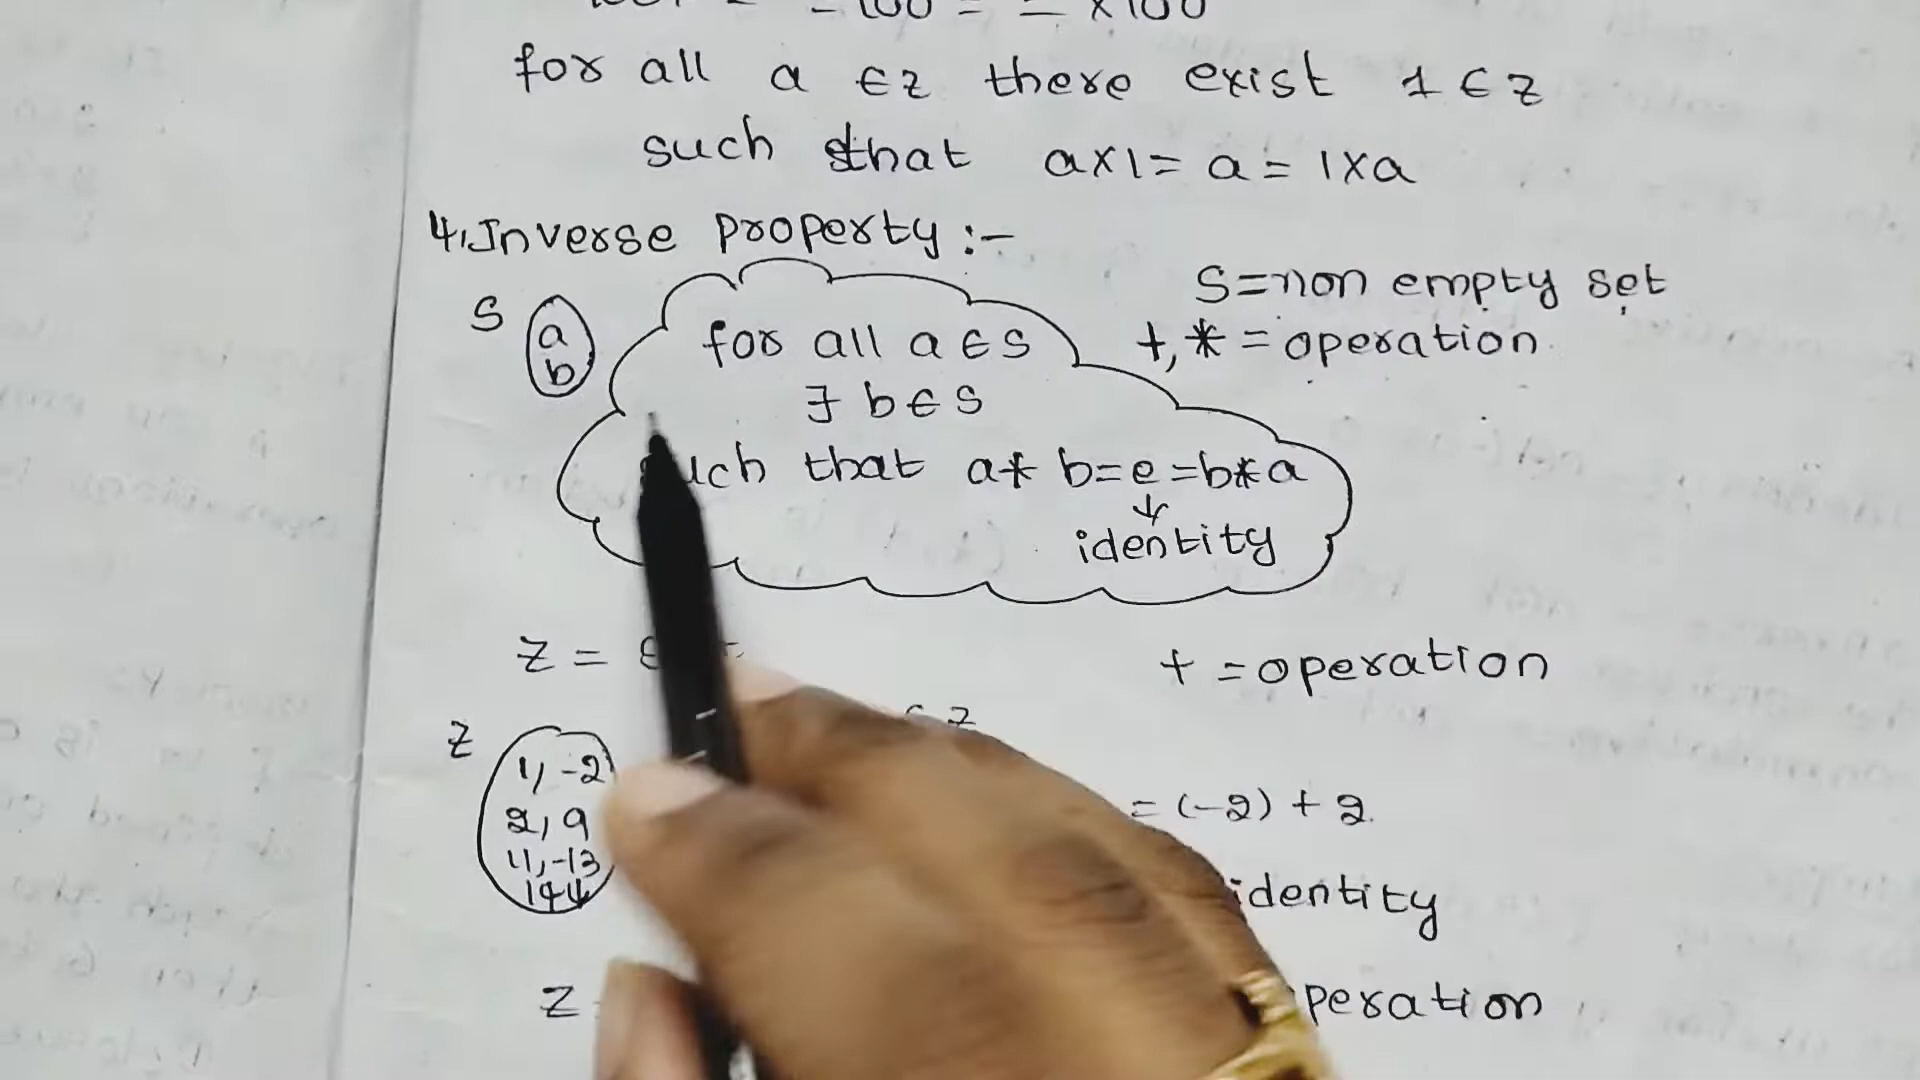 for all a ∈ z there exist 1 ∈ z
such that a×1= a = 1×a
4. Inverse property :-
S = non empty set
S a b
for all a ∈ S
+,* = operation
∃ b ∈ S
such that a* b=e=b*a
identity
z =
+ = operation
z
z
1, -2
2, 9
= (-2) + 2.
11, -13
144
identity
z
peration